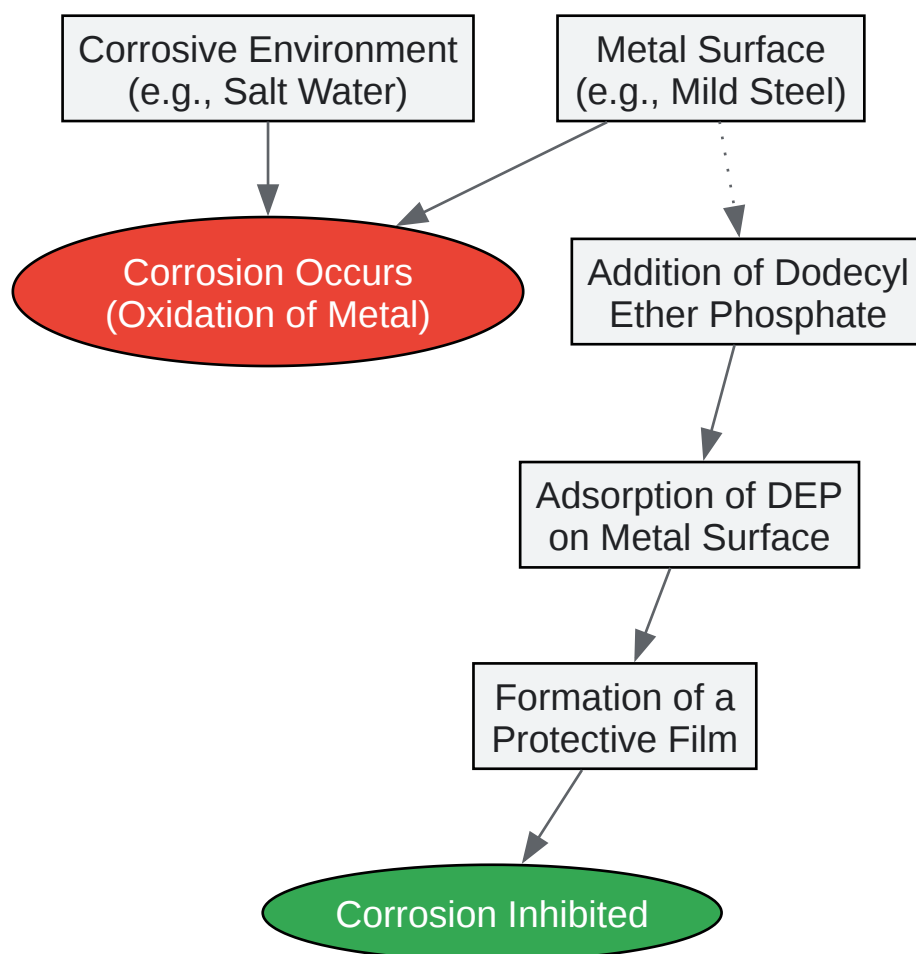 Corrosive Environment
(e.g., Salt Water)
Metal Surface
(e.g., Mild Steel)
Corrosion Occurs
(Oxidation of Metal)
Addition of Dodecyl
Ether Phosphate
Adsorption of DEP
on Metal Surface
Formation of a
Protective Film
Corrosion Inhibited